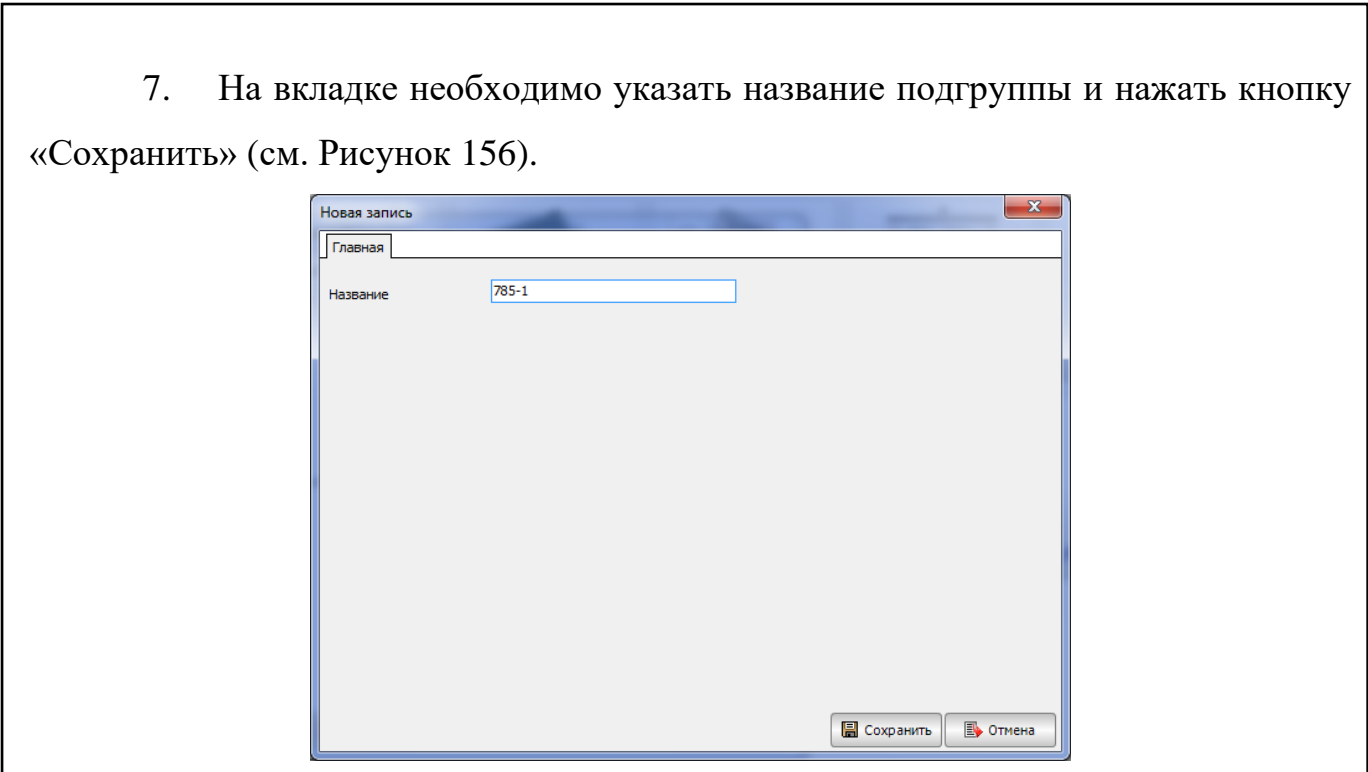 7. На вкладке необходимо указать название подгруппы и нажать кнопку
«Сохранить» (см. Рисунок 156).
Новая запись
Главная
Название 785-1
Сохранить Отмена